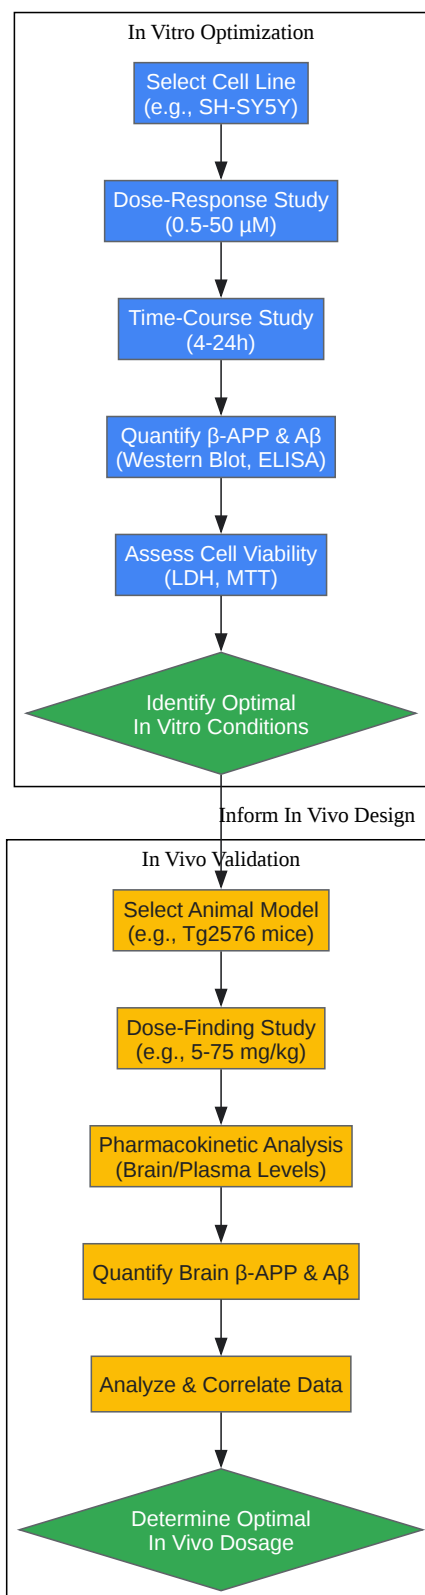 In Vitro Optimization
Select Cell Line
(e.g., SH-SY5Y)
Dose-Response Study
(0.5-50 µM)
Time-Course Study
(4-24h)
Quantify β-APP & Aβ
(Western Blot, ELISA)
Assess Cell Viability
(LDH, MTT)
Identify Optimal
In Vitro Conditions
Inform In Vivo Design
In Vivo Validation
Select Animal Model
(e.g., Tg2576 mice)
Dose-Finding Study
(e.g., 5-75 mg/kg)
Pharmacokinetic Analysis
(Brain/Plasma Levels)
Quantify Brain β-APP & Aβ
Analyze & Correlate Data
Determine Optimal
In Vivo Dosage